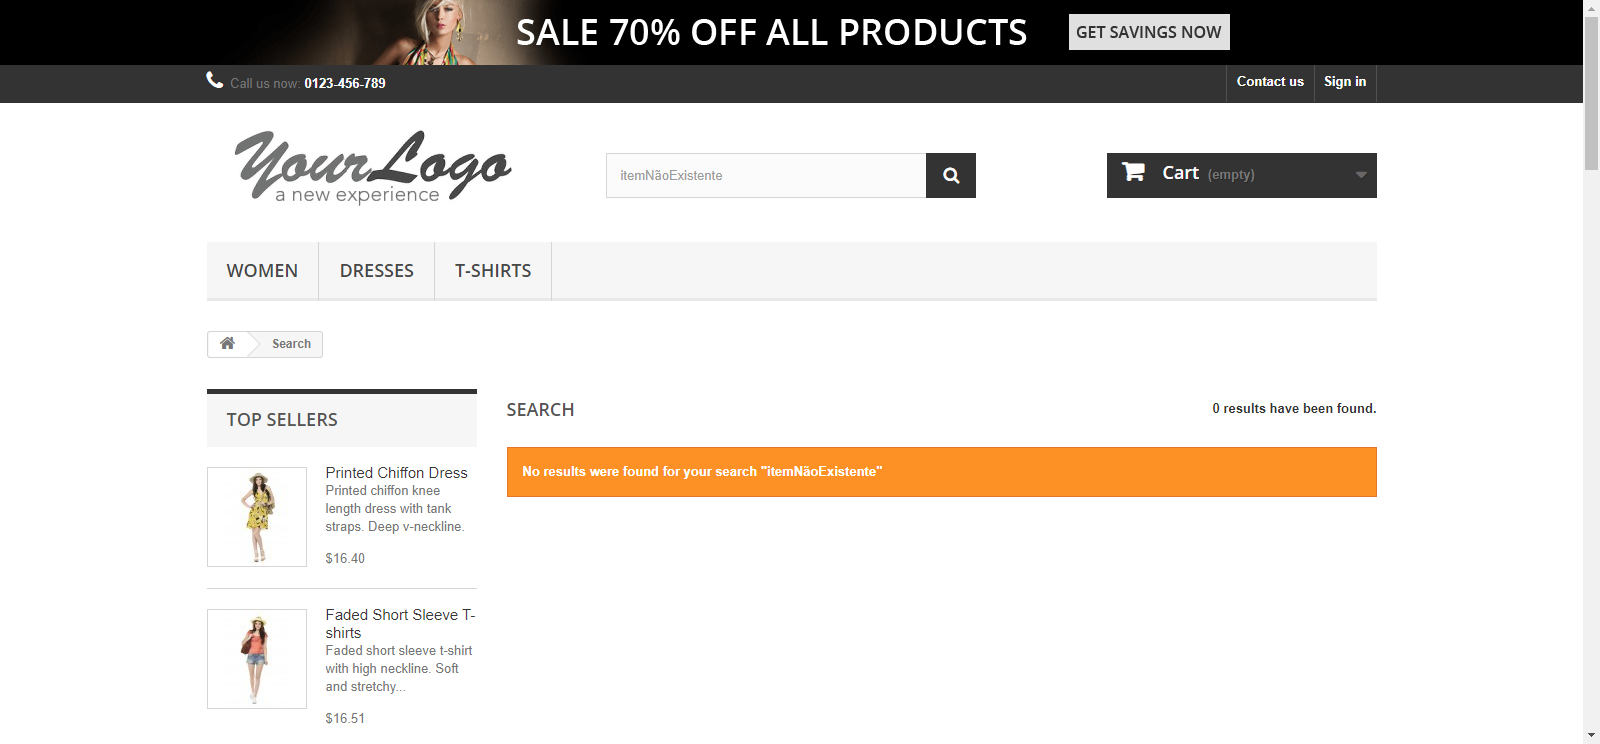 SALE 70% OFF ALL PRODUCTS
GET SAVINGS NOW
Call us now: 0123-456-789
Contact us
Sign in
YourLogo
a new experience
itemNãoExistente
Cart (empty)
WOMEN
DRESSES
T-SHIRTS
Search
TOP SELLERS
Printed Chiffon Dress
Printed chiffon knee
length dress with tank
straps. Deep v-neckline.
$16.40
Faded Short Sleeve T-
shirts
Faded short sleeve t-shirt
with high neckline. Soft
and stretchy...
$16.51
SEARCH
0 results have been found.
No results were found for your search "itemNãoExistente"